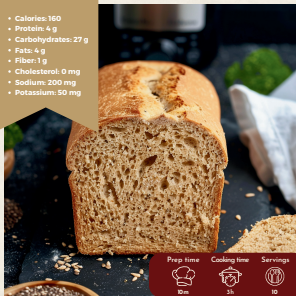 Calories: 160
Protein: 4 g
Carbohydrates: 27 g
Fats: 4 g
Fiber: 1 g
Cholesterol: 0 mg
Sodium: 200 mg
Potassium: 50 mg
Prep time Cooking time Servings
10m 3h 10